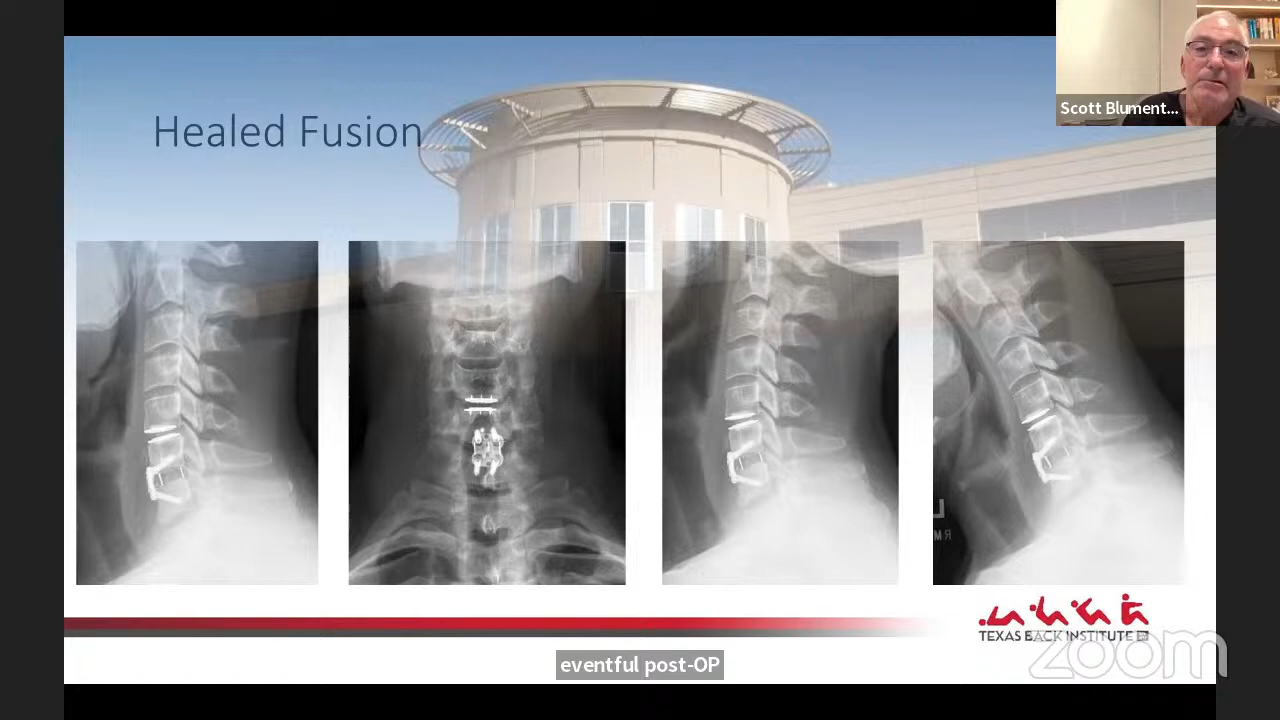 Scott Blument...
Healed Fusion
TEXAS BACK INSTITUTE
zoom
eventful post-OP